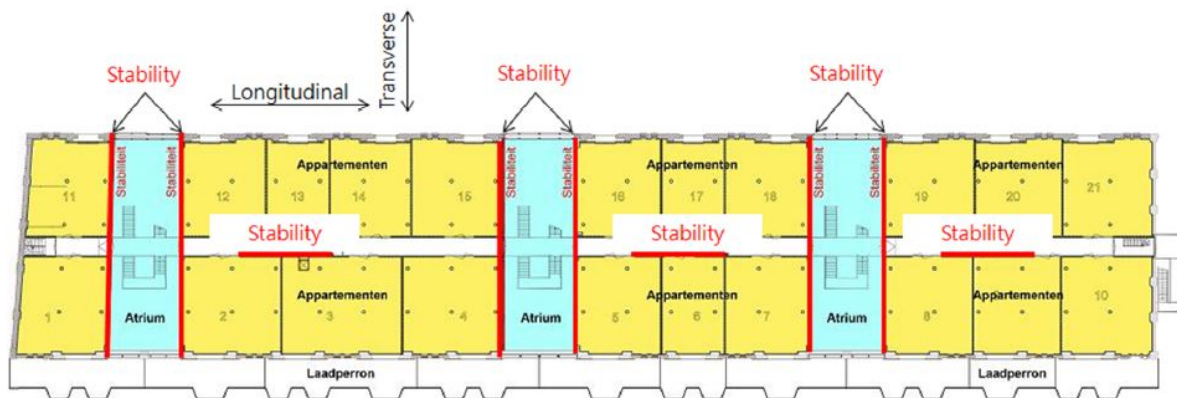 Transverse
Stability
Longitudinal
Stability
Stability
Stabiliteit
Stabiliteit
Appartementen
Stabiliteit
Stabiliteit
Appartementen
Stabiliteit
Stabiliteit
Appartementen
11
12
13
14
15
16
17
18
19
20
21
Stability
Stability
Stability
1
Atrium
2
Appartementen
3
4
Atrium
5
Appartementen
6
7
Atrium
8
Appartementen
10
Laadperron
Laadperron